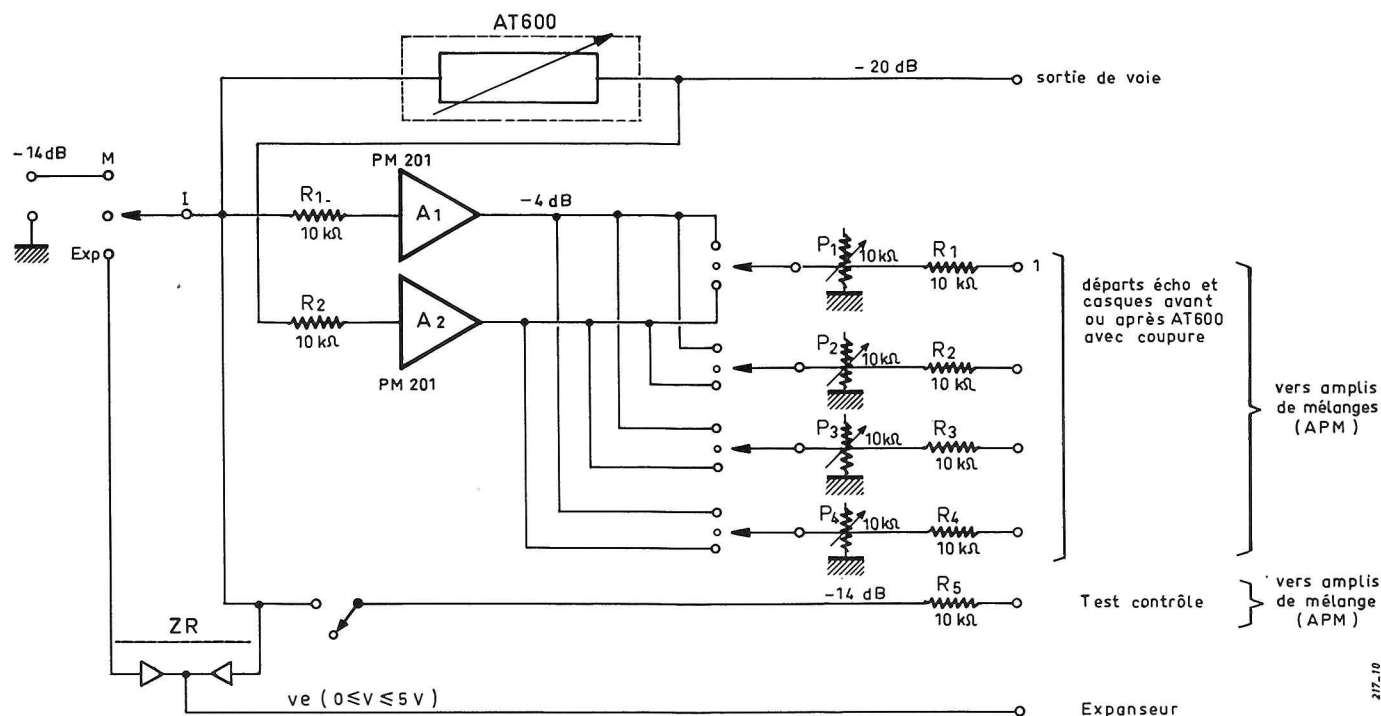 AT600
-20 dB
sortie de voie
-14dB
M
I
Exp
R1
10 kΩ
PM 201
A1
-4 dB
R2
10 kΩ
A2
PM 201
P1
10kΩ
R1
10 kΩ
1
P2
10kΩ
R2
10 kΩ
P3
10kΩ
R3
10 kΩ
P4
10kΩ
R4
10 kΩ
départs écho et
casques avant
ou après AT600
avec coupure
vers amplis
de mélanges
(APM)
-14 dB
R5
10 kΩ
Test contrôle
vers amplis
de mélange
(APM)
ZR
ve (0≤V≤5V)
Expanseur
217_10